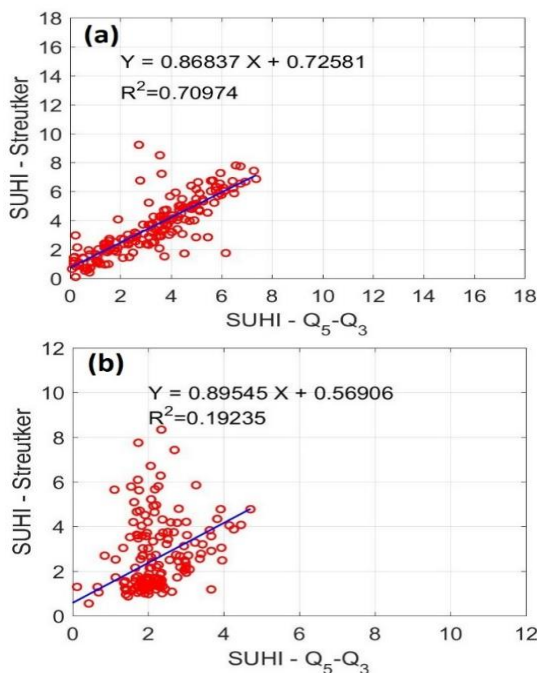 (a)
Y = 0.86837 X + 0.72581
R²=0.70974
SUHI - Streutker
18
16
14
12
10
8
6
4
2
0
0 2 4 6 8 10 12 14 16 18
SUHI - Q₅-Q₃
(b)
Y = 0.89545 X + 0.56906
R²=0.19235
SUHI - Streutker
12
10
8
6
4
2
0
0 2 4 6 8 10 12
SUHI - Q₅-Q₃